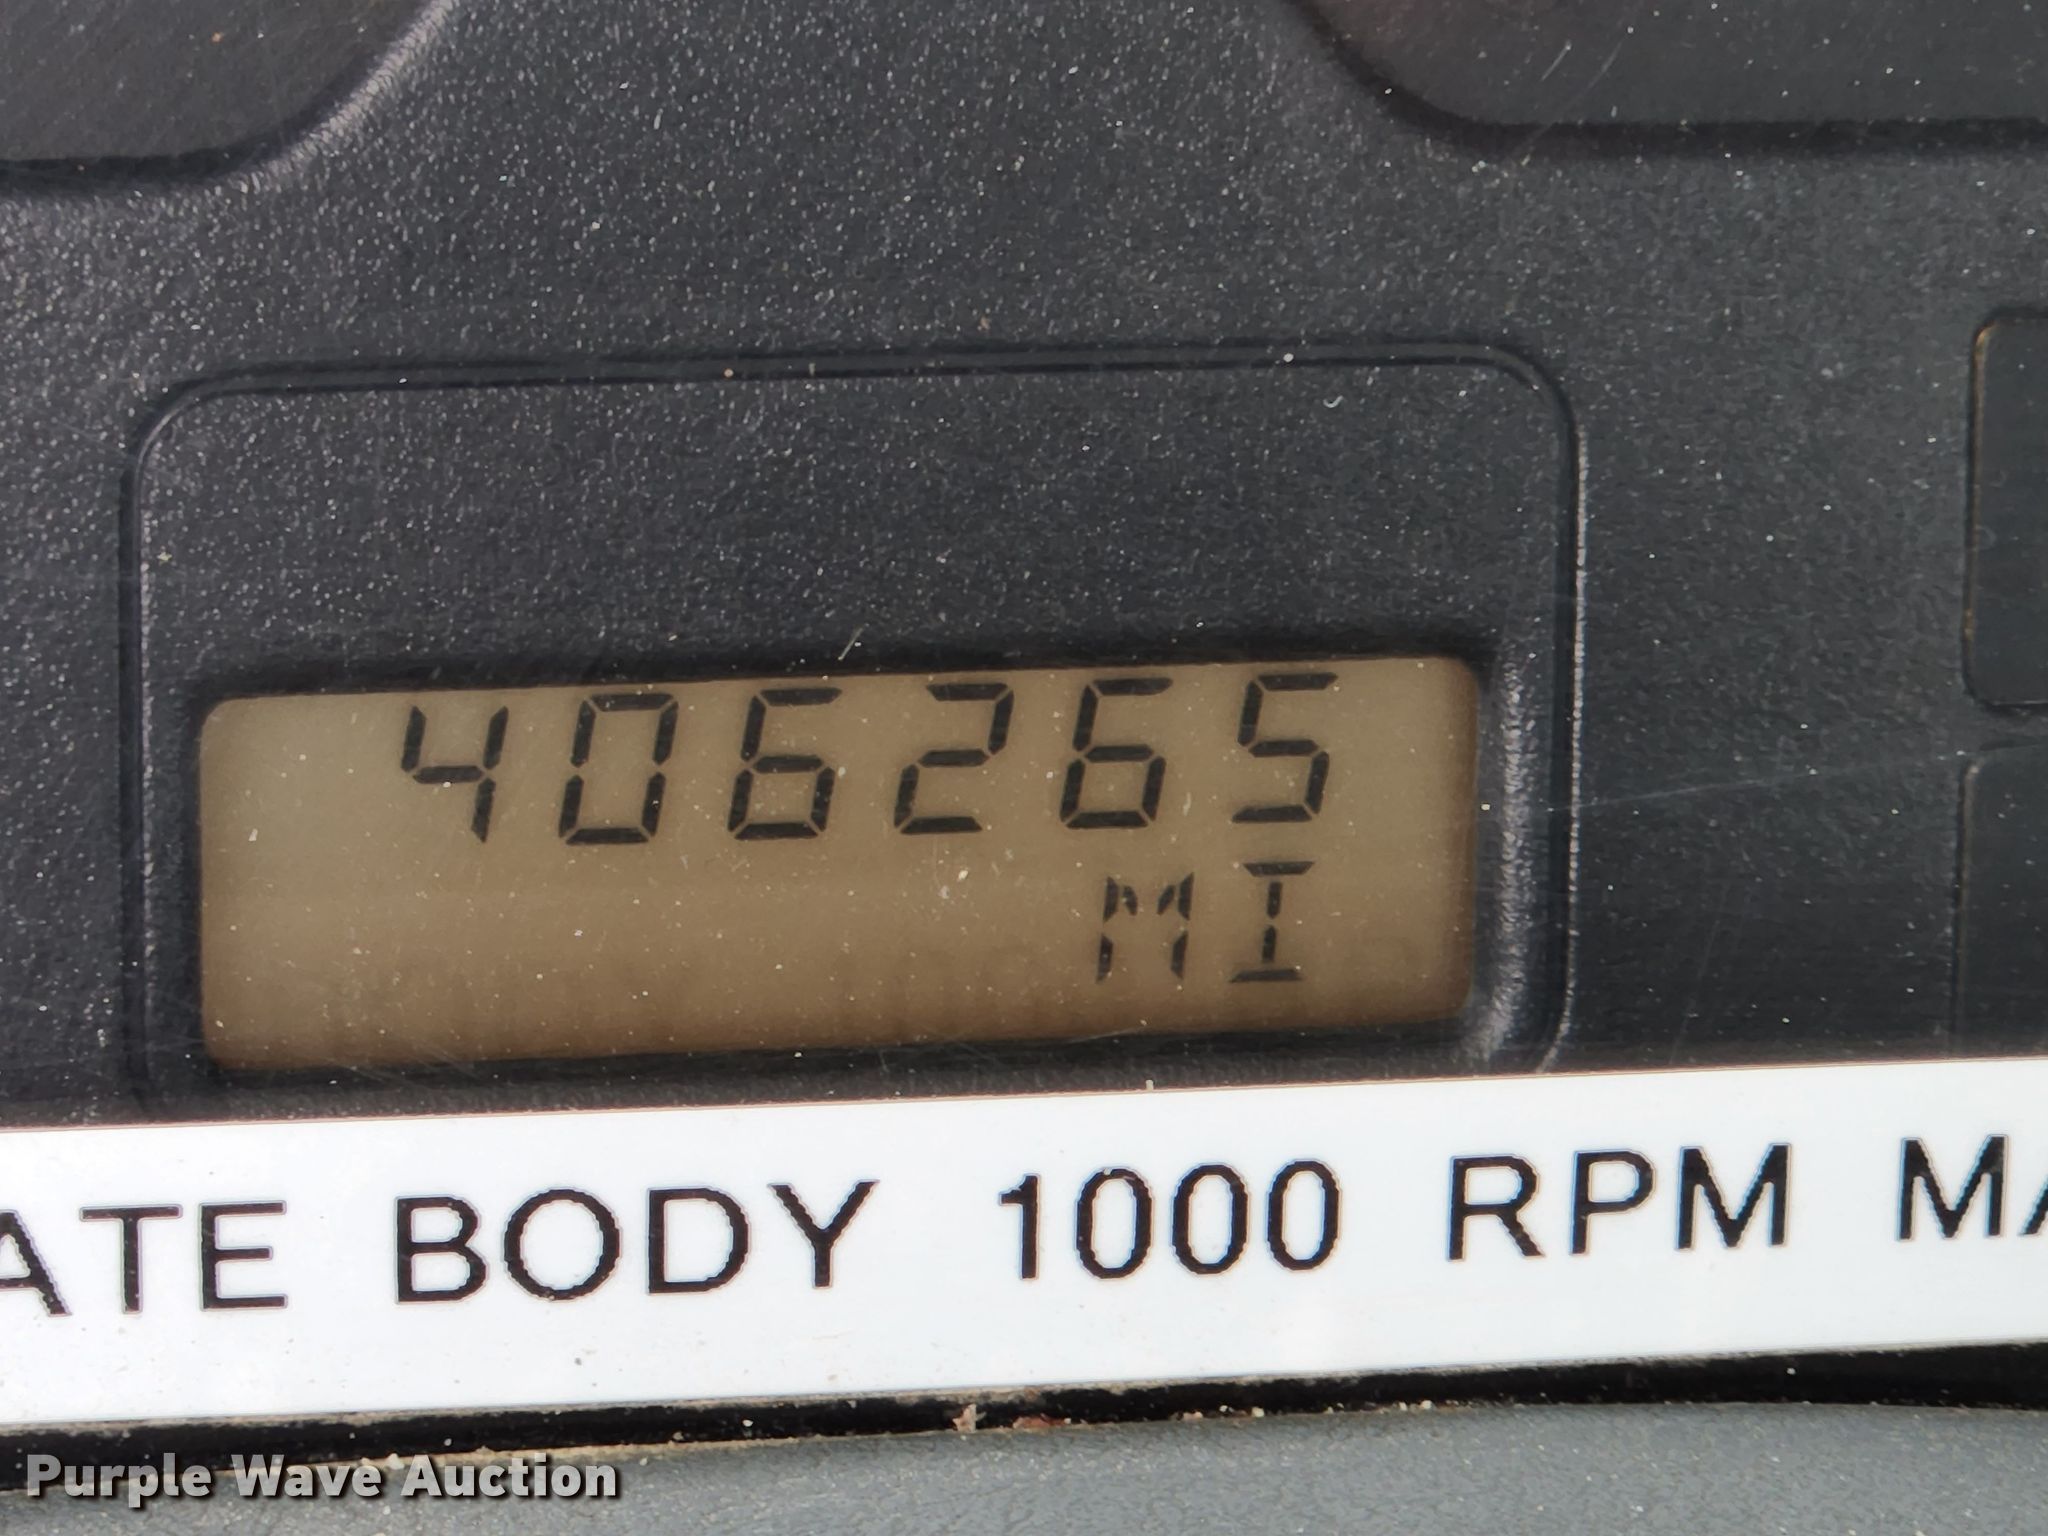 406265
MI
ATE BODY 1000 RPM MA
Purple Wave Auction